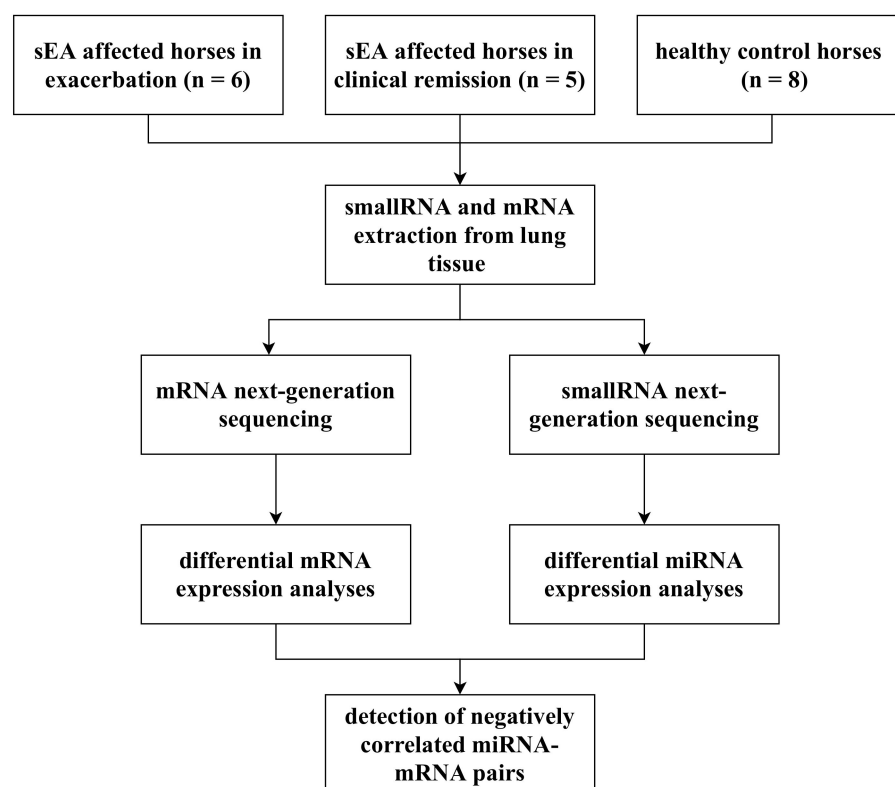 sEA affected horses in
exacerbation (n = 6)
sEA affected horses in
clinical remission (n = 5)
healthy control horses
(n = 8)
smallRNA and mRNA
extraction from lung
tissue
mRNA next-generation
sequencing
smallRNA next-
generation sequencing
differential mRNA
expression analyses
differential miRNA
expression analyses
detection of negatively
correlated miRNA-
mRNA pairs